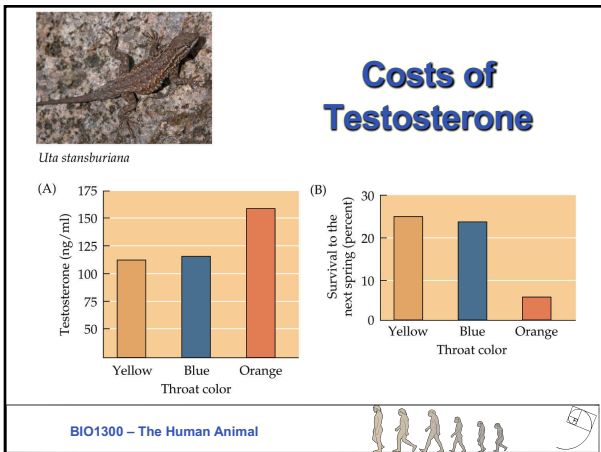 Costs of
Testosterone
Uta stansburiana
(A)
Testosterone (ng/ml)
175
150
125
100
75
50
Yellow Blue Orange
Throat color
(B)
Survival to the
next spring (percent)
30
20
10
0
Yellow Blue Orange
Throat color
BIO1300 – The Human Animal